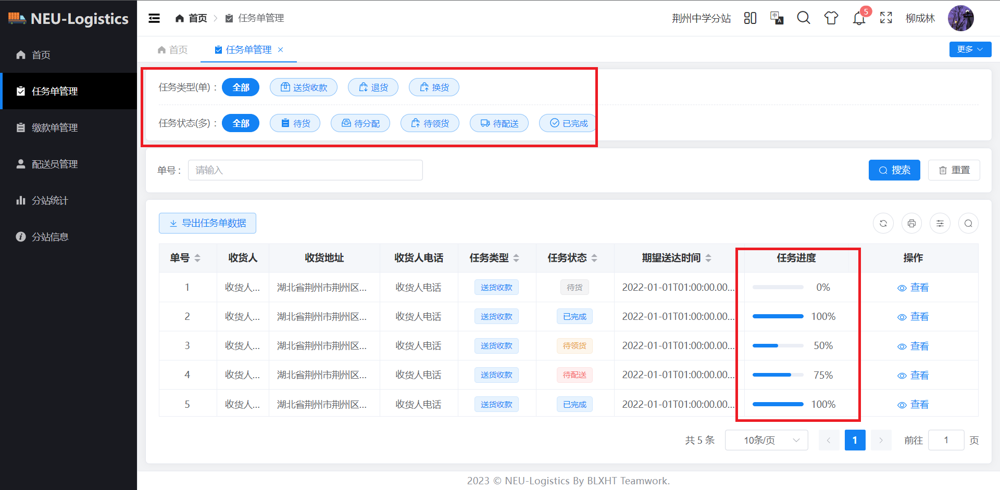 NEU-Logistics
首页
任务单管理
缴款单管理
配送员管理
分站统计
分站信息
首页 > 任务单管理
荆州中学分站 中 A 5 柳成林
首页 任务单管理 × 更多
任务类型(单)： 全部 送货收款 退货 换货
任务状态(多)： 全部 待货 待分配 待领货 待配送 已完成
单号： 请输入 搜索 重置
导出任务单数据
单号 收货人 收货地址 收货人电话 任务类型 任务状态 期望送达时间 任务进度 操作
1 收货人... 湖北省荆州市荆州区... 收货人电话 送货收款 待货 2022-01-01T01:00:00.00... 0% 查看
2 收货人... 湖北省荆州市荆州区... 收货人电话 送货收款 已完成 2022-01-01T01:00:00.00... 100% 查看
3 收货人... 湖北省荆州市荆州区... 收货人电话 送货收款 待领货 2022-01-01T01:00:00.00... 50% 查看
4 收货人... 湖北省荆州市荆州区... 收货人电话 送货收款 待配送 2022-01-01T01:00:00.00... 75% 查看
5 收货人... 湖北省荆州市荆州区... 收货人电话 送货收款 已完成 2022-01-01T01:00:00.00... 100% 查看
共 5 条 10条/页 < 1 > 前往 1 页
2023 © NEU-Logistics By BLXHT Teamwork.